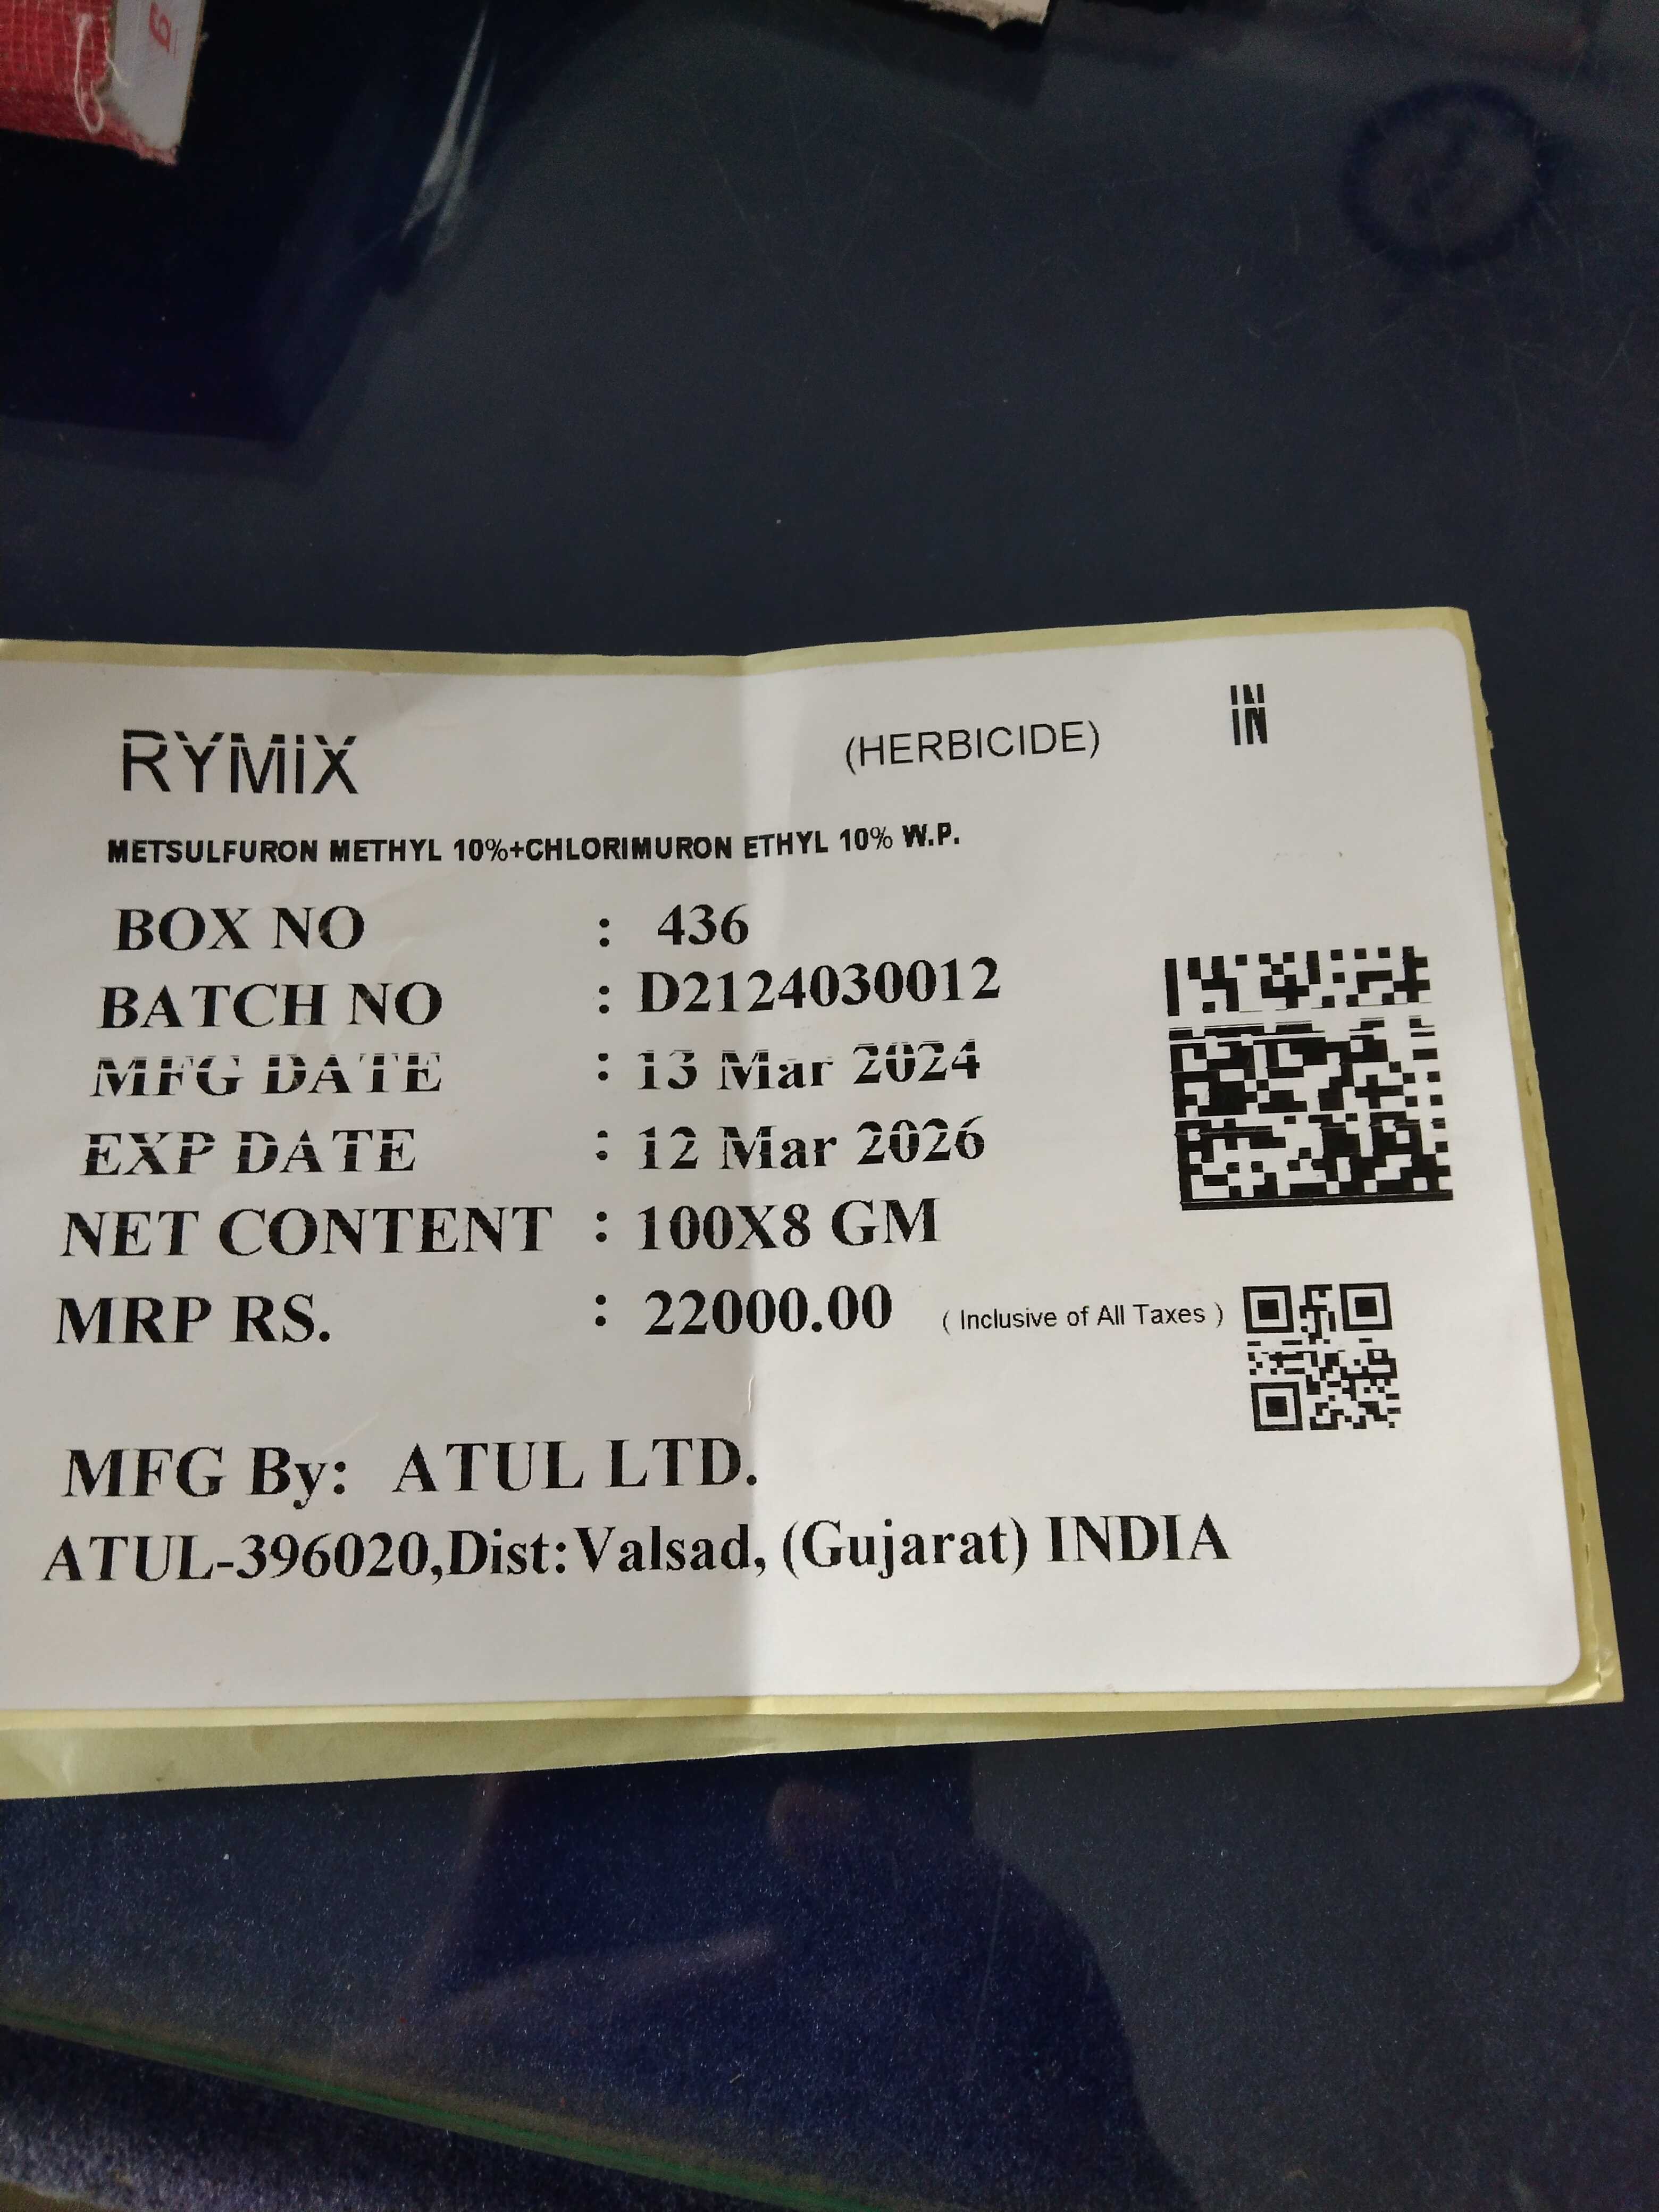 RYMIX (HERBICIDE) IN
METSULFURON METHYL 10%+CHLORIMURON ETHYL 10% W.P.
BOX NO : 436
BATCH NO : D2124030012
MFG DATE : 13 Mar 2024
EXP DATE : 12 Mar 2026
NET CONTENT : 100X8 GM
MRP RS. : 22000.00 ( Inclusive of All Taxes )
MFG By: ATUL LTD.
ATUL-396020,Dist:Valsad, (Gujarat) INDIA